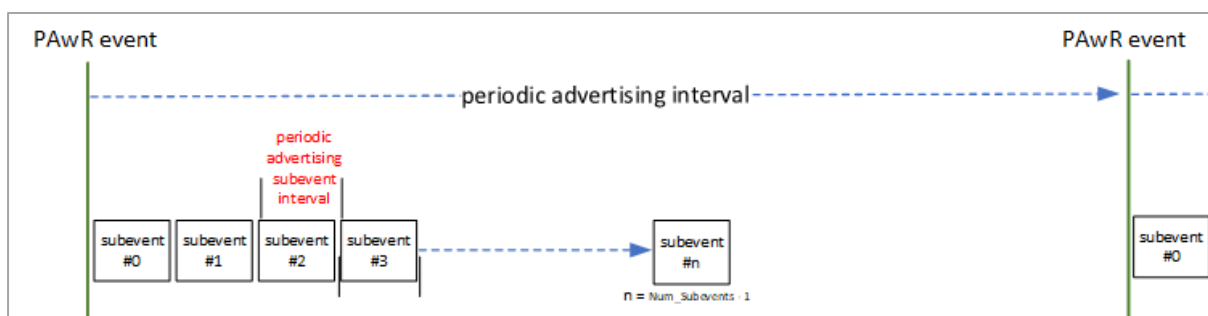 PAwR event
PAwR event
periodic advertising interval
periodic
advertising
subevent
interval
subevent
#0
subevent
#1
subevent
#2
subevent
#3
subevent
#n
subevent
#0
n = Num_Subevents - 1